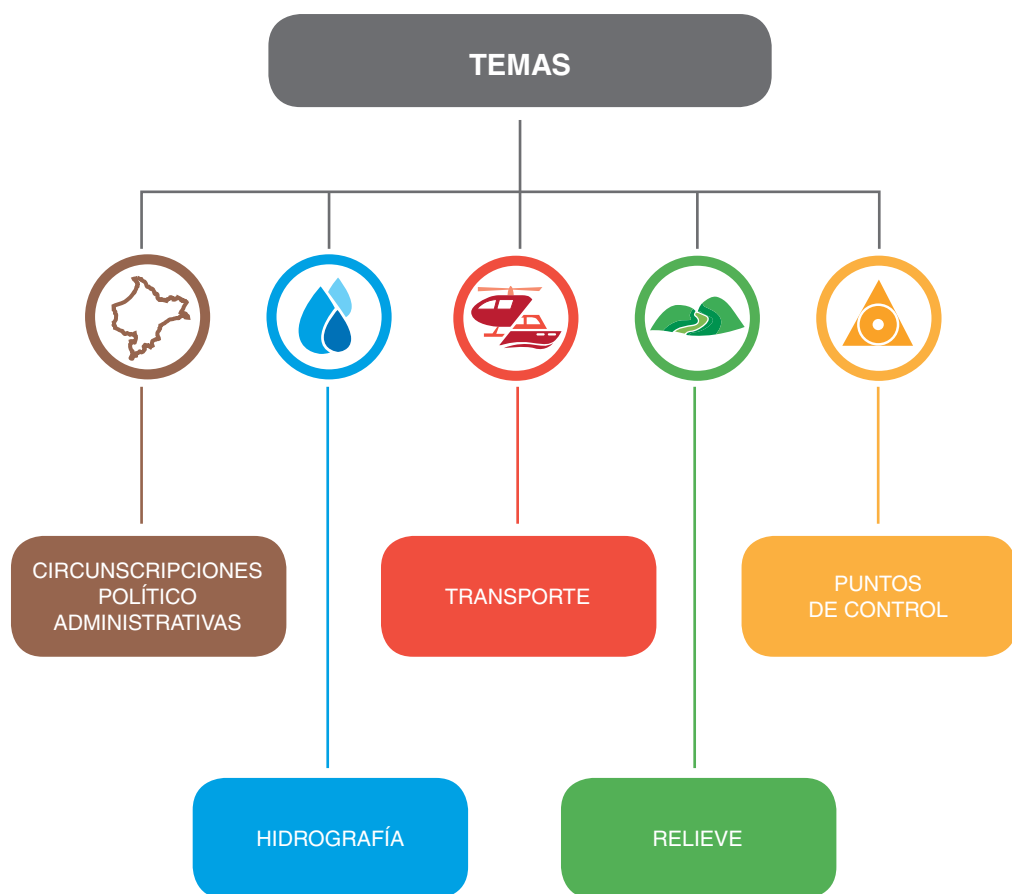 TEMAS
CIRCUNSCRIPCIONES
POLÍTICO
ADMINISTRATIVAS
TRANSPORTE
PUNTOS
DE CONTROL
HIDROGRAFÍA
RELIEVE